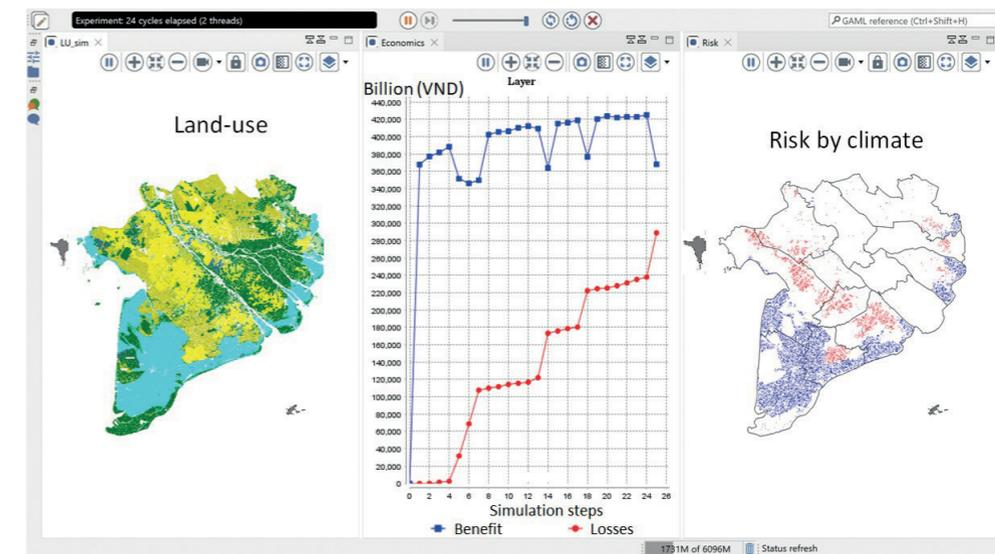 Experiment: 24 cycles elapsed (2 threads)
GAML reference (Ctrl+Shift+H)
LU_sim
Economics
Risk
Land-use
Billion (VND)
Layer
440,000
420,000
400,000
380,000
360,000
340,000
320,000
300,000
280,000
260,000
240,000
220,000
200,000
180,000
160,000
140,000
120,000
100,000
80,000
60,000
40,000
20,000
0
0 2 4 6 8 10 12 14 16 18 20 22 24 26
Simulation steps
Benefit Losses
Risk by climate
1731M of 6096M
Status refresh